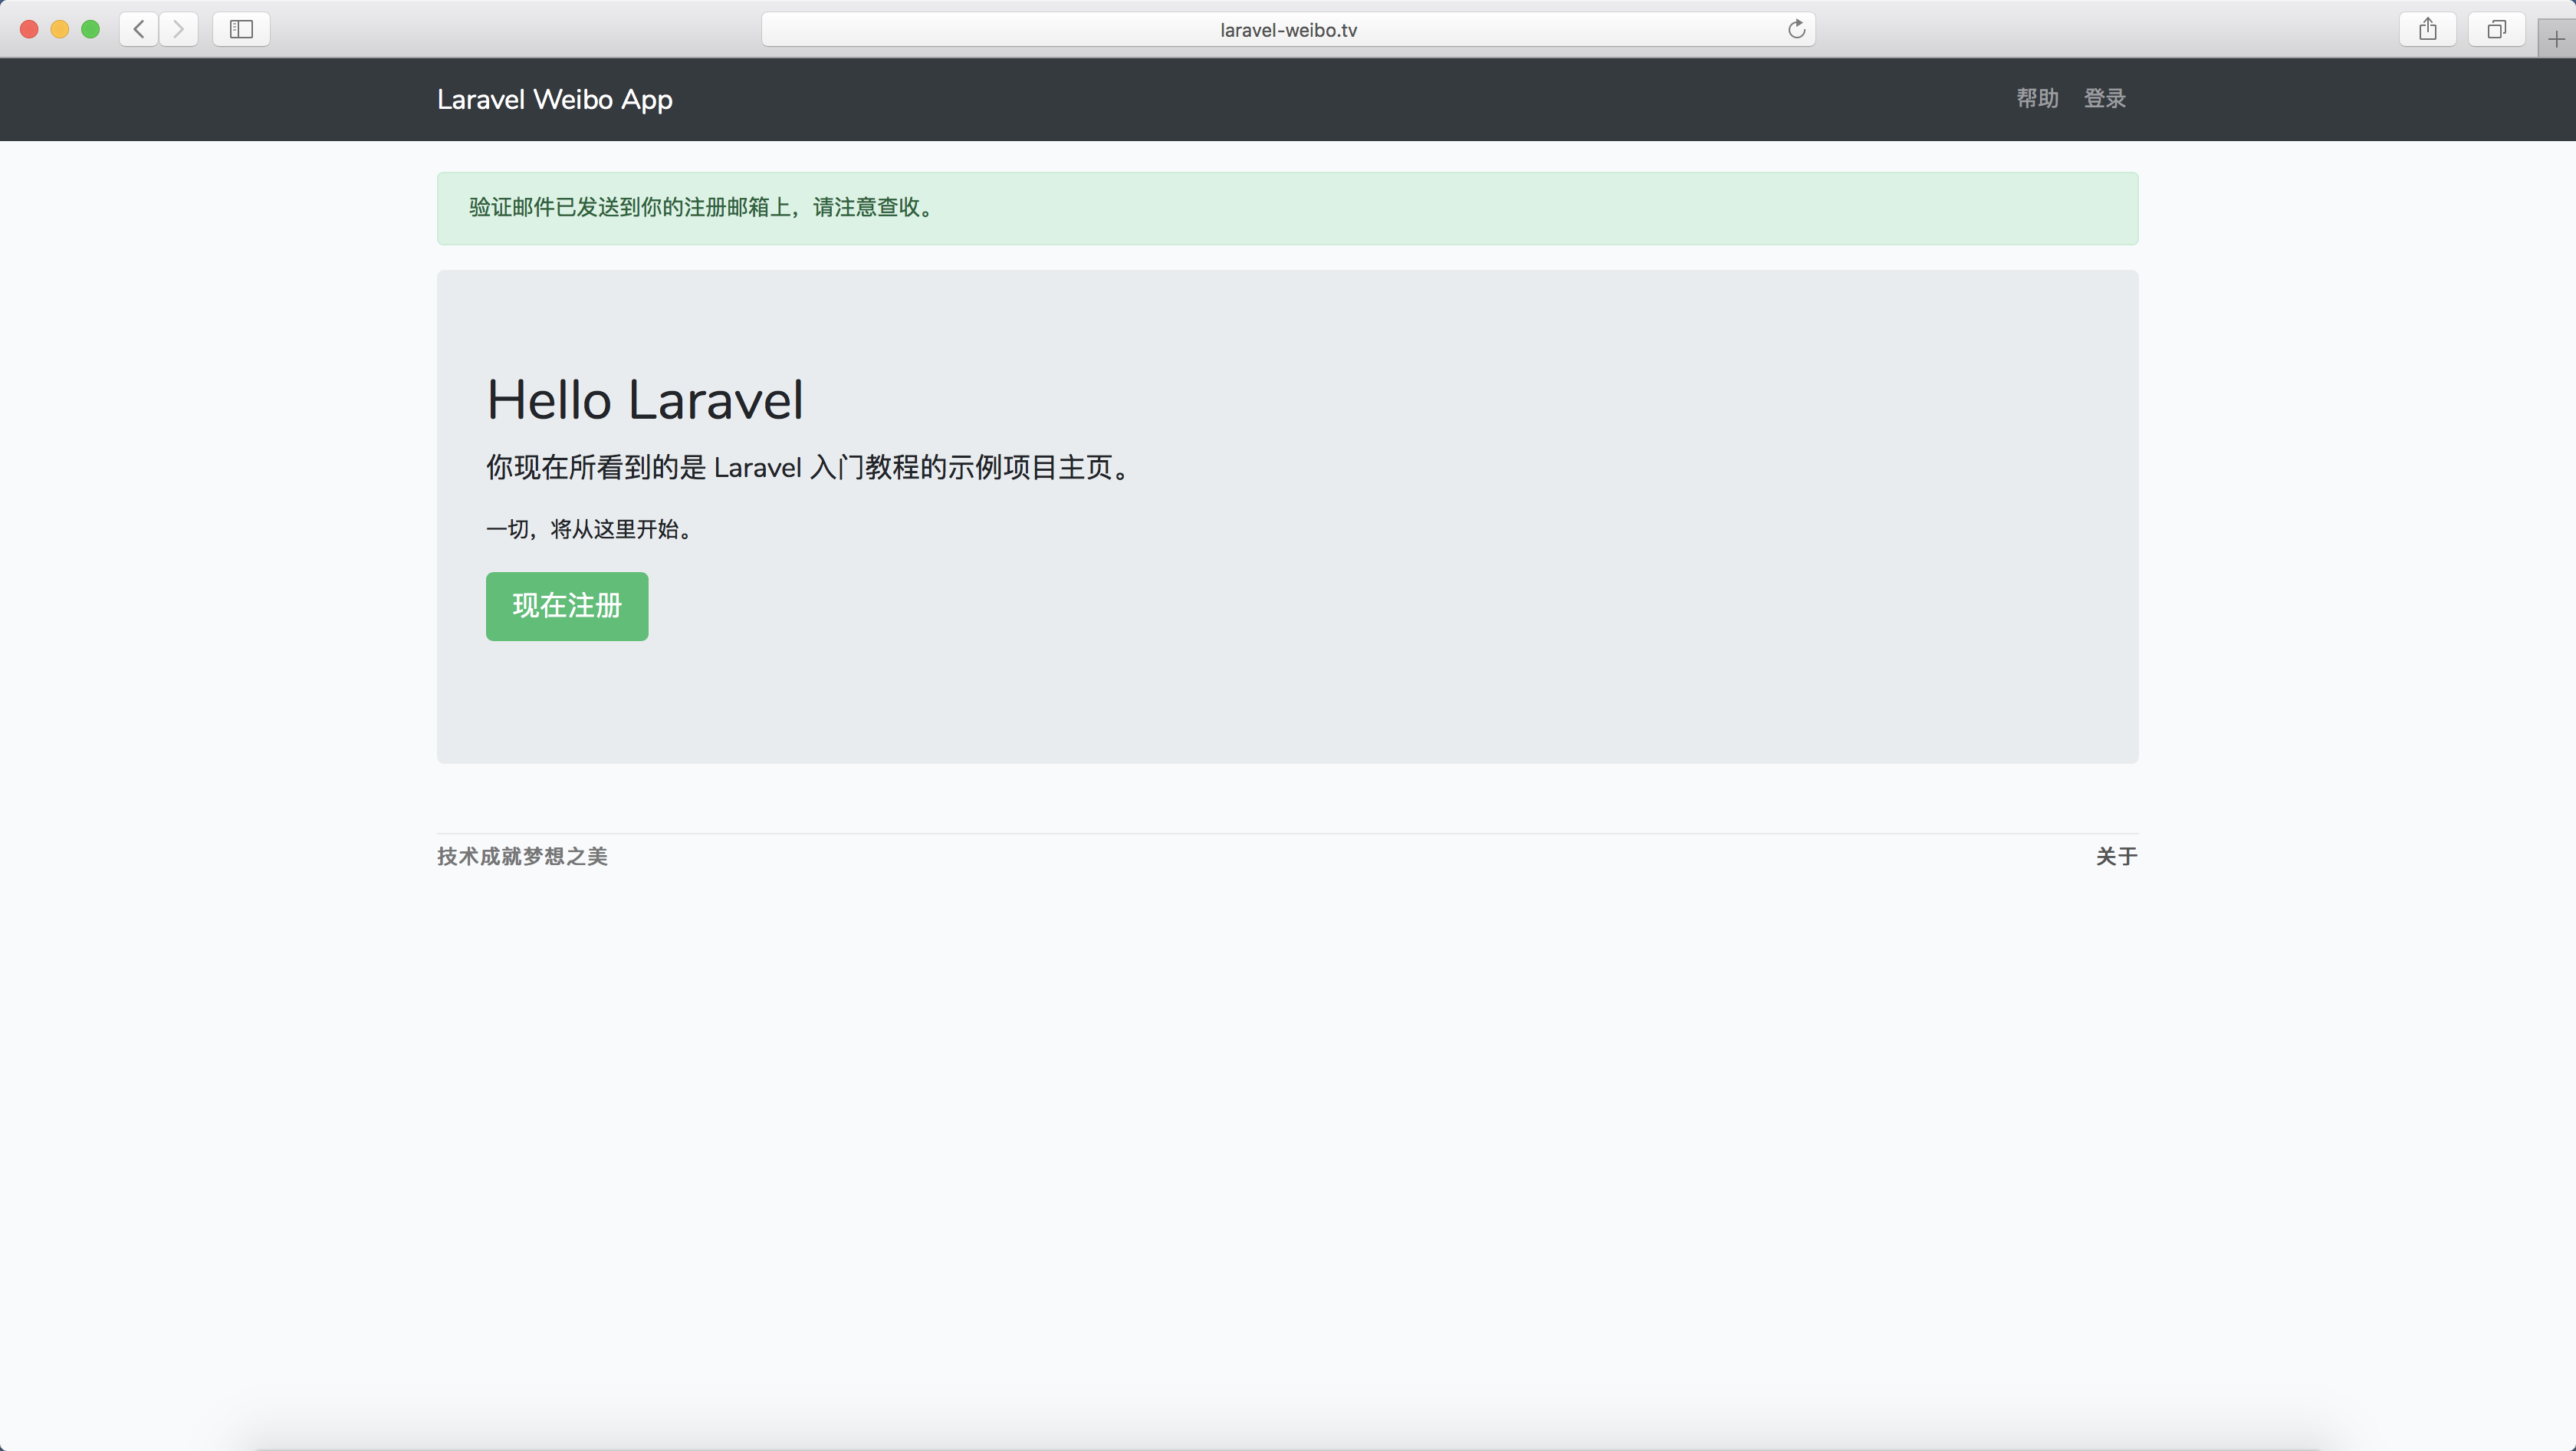 laravel-weibo.tv
Laravel Weibo App
帮助 登录
验证邮件已发送到你的注册邮箱上，请注意查收。
Hello Laravel
你现在所看到的是 Laravel 入门教程的示例项目主页。
一切，将从这里开始。
现在注册
技术成就梦想之美
关于